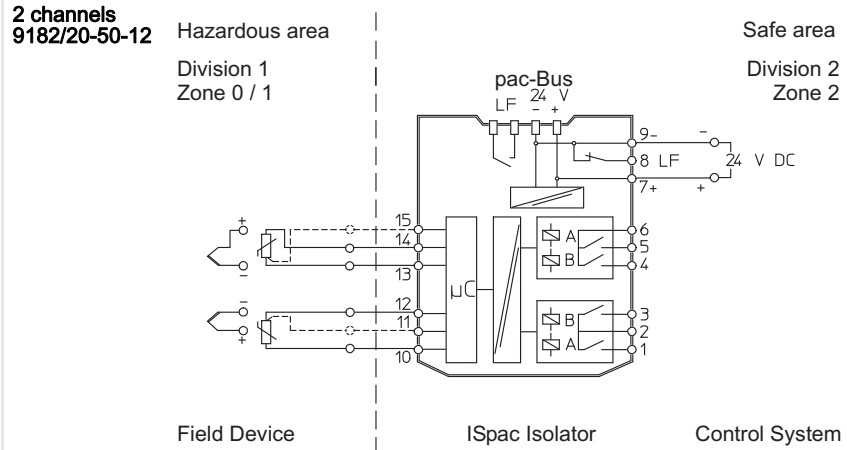 2 channels
9182/20-50-12
Hazardous area
Safe area
Division 1
Zone 0 / 1
Division 2
Zone 2
pac-Bus
LF 24 V
- +
9-
8 LF
7+
-
24 V DC
+
15
14
13
12
11
10
+
-
-
+
µC
A
B
B
A
6
5
4
3
2
1
Field Device
ISpac Isolator
Control System